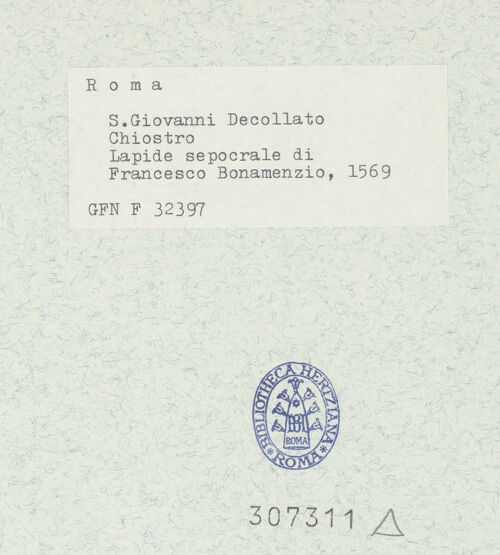 R o m a
S.Giovanni Decollato
Chiostro
Lapide sepocrale di
Francesco Bonamenzio, 1569
GFN F 32397
BIBLIOTHECA HERTZIANA
ROMA
* ROMA *
307311